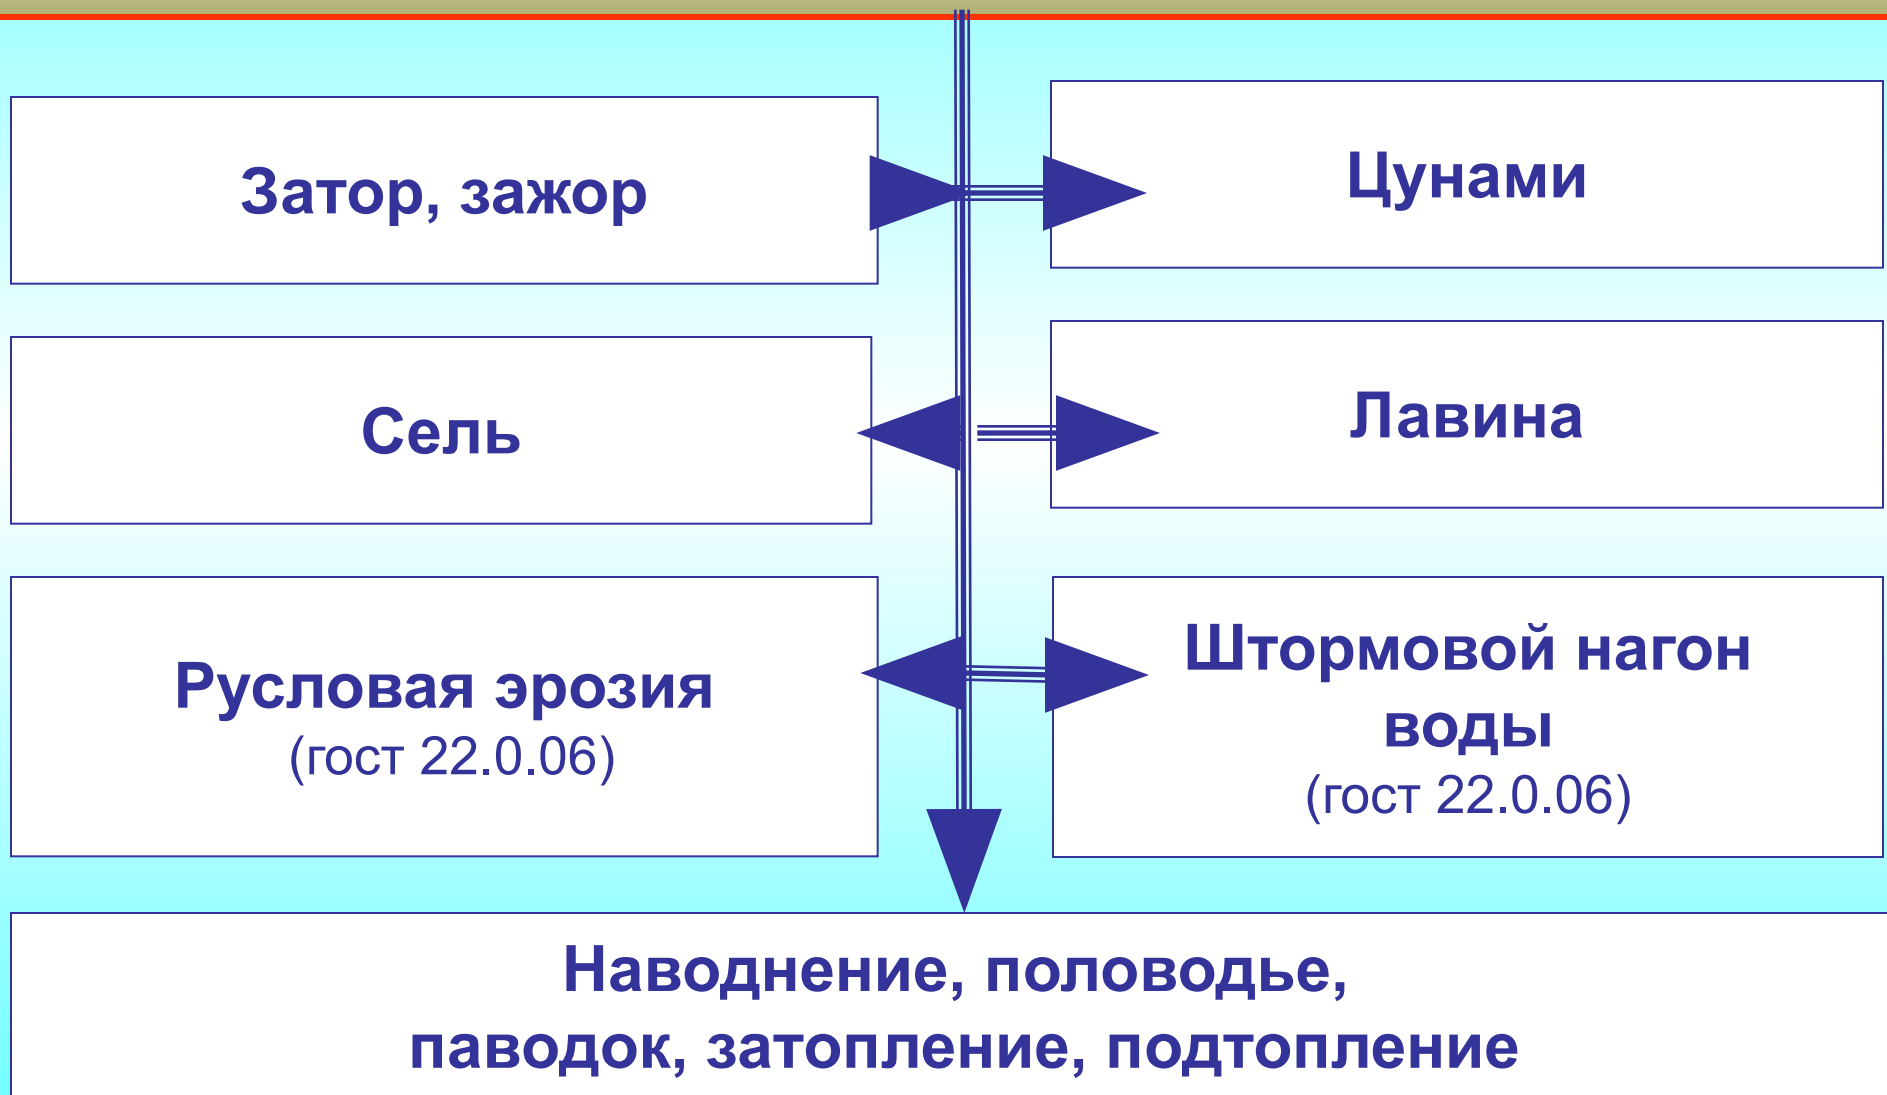 Затор, зажор
Цунами
Сель
Лавина
Русловая эрозия
(гост 22.0.06)
Штормовой нагон
воды
(гост 22.0.06)
Наводнение, половодье,
паводок, затопление, подтопление